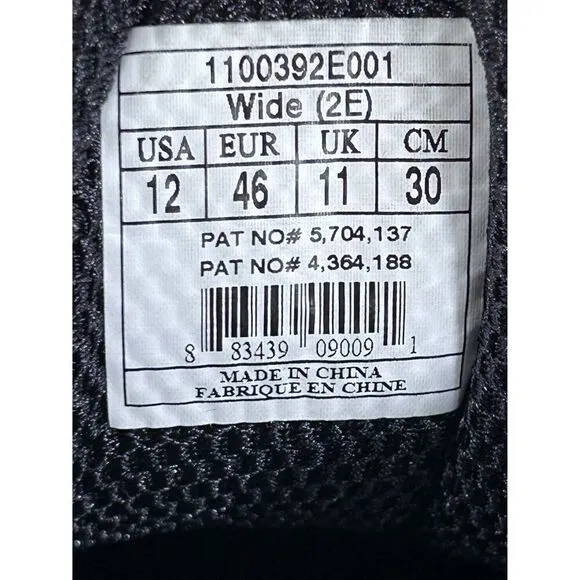 1100392E001
Wide (2E)
USA EUR UK CM
12 46 11 30
PAT NO# 5,704,137
PAT NO# 4,364,188
8 83439 09009 1
MADE IN CHINA
FABRIQUE EN CHINE